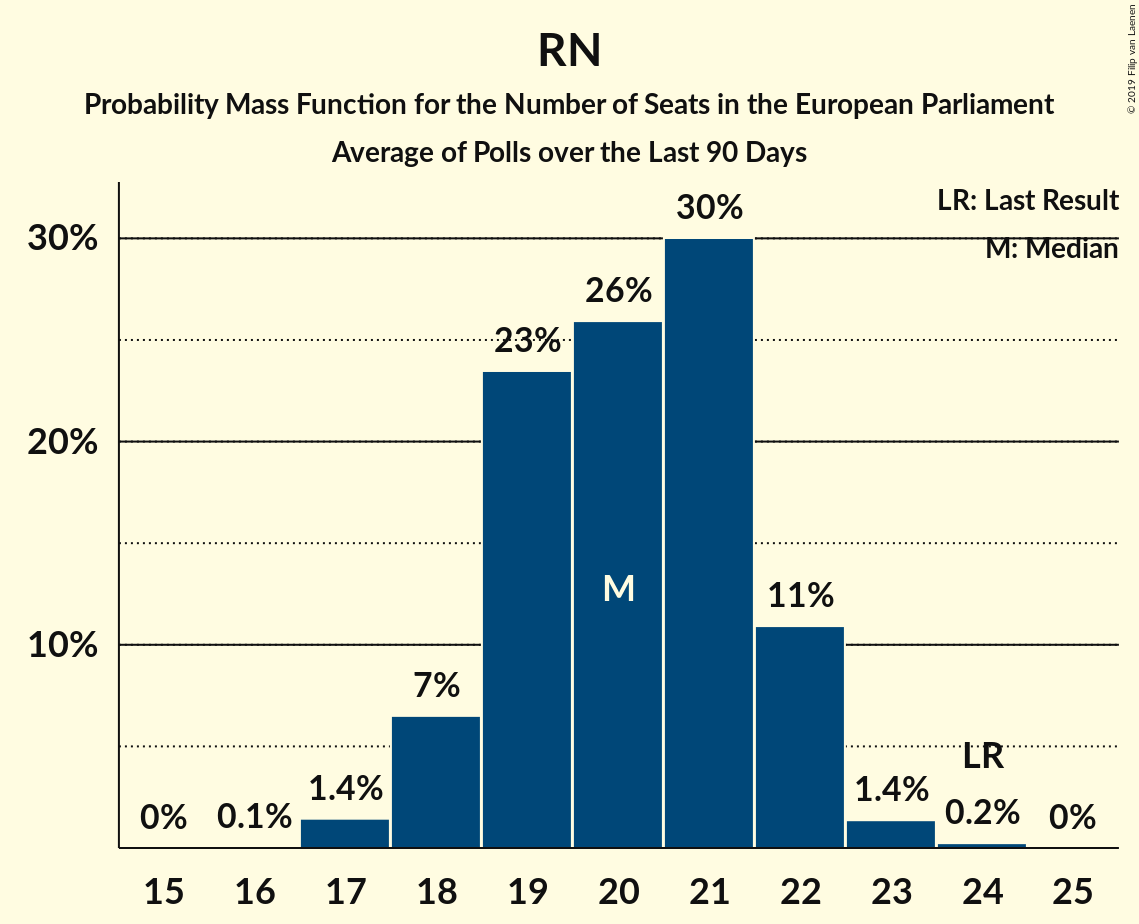 RN
Probability Mass Function for the Number of Seats in the European Parliament
Average of Polls over the Last 90 Days
© 2019 Filip van Laenen
LR: Last Result
M: Median
30%
20%
10%
0%
0.1%
1.4%
7%
23%
26%
30%
11%
1.4%
0.2%
0%
M
LR
15 16 17 18 19 20 21 22 23 24 25